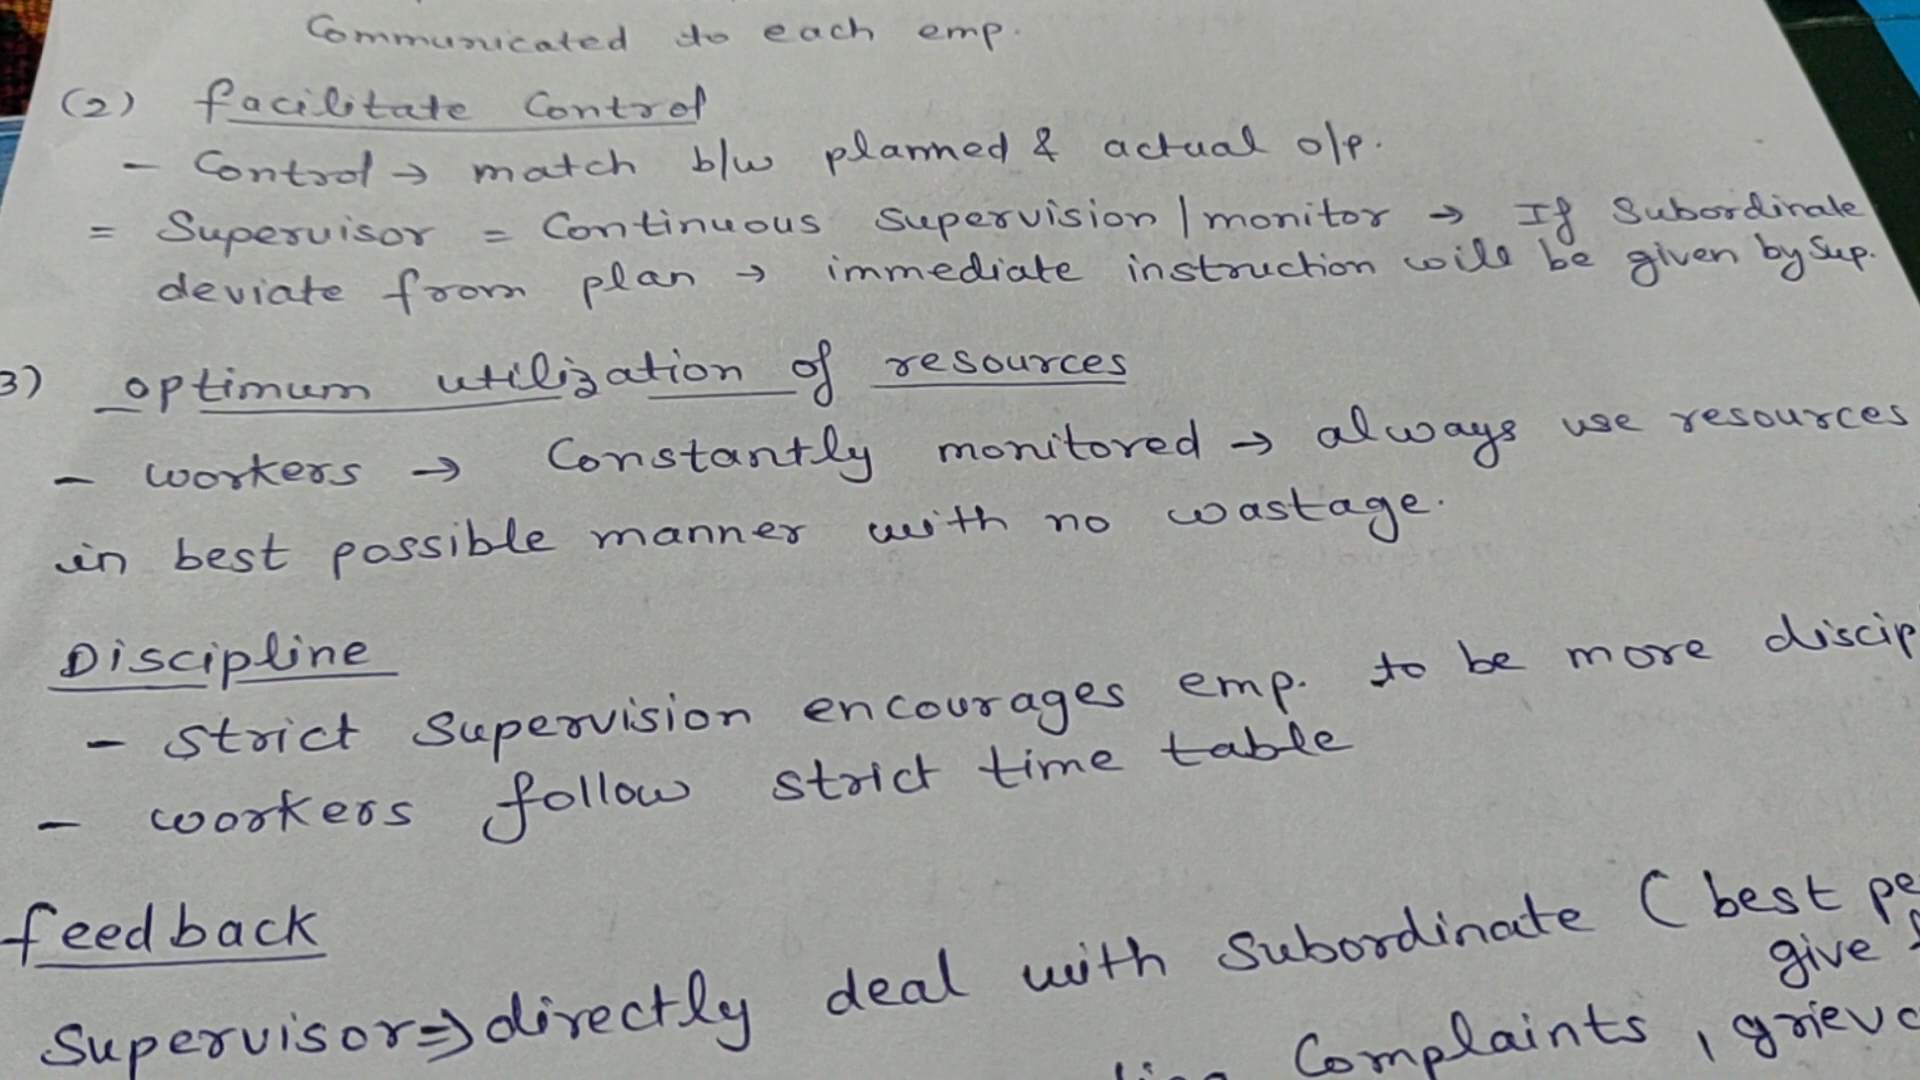 Communicated to each emp.
(2) facilitate Control
- Control → match b/w planned & actual o/p.
= Supervisor = Continuous supervision / monitor → If Subordinate
deviate from plan → immediate instruction will be given by Sup.
3) optimum utilization of resources
- workers → Constantly monitored → always use resources
in best possible manner with no wastage.
Discipline
- strict supervision encourages emp. to be more discip
- workers follow strict time table
feedback
Supervisor ⇒ directly deal with subordinate ( best pe
give
Complaints , grieva